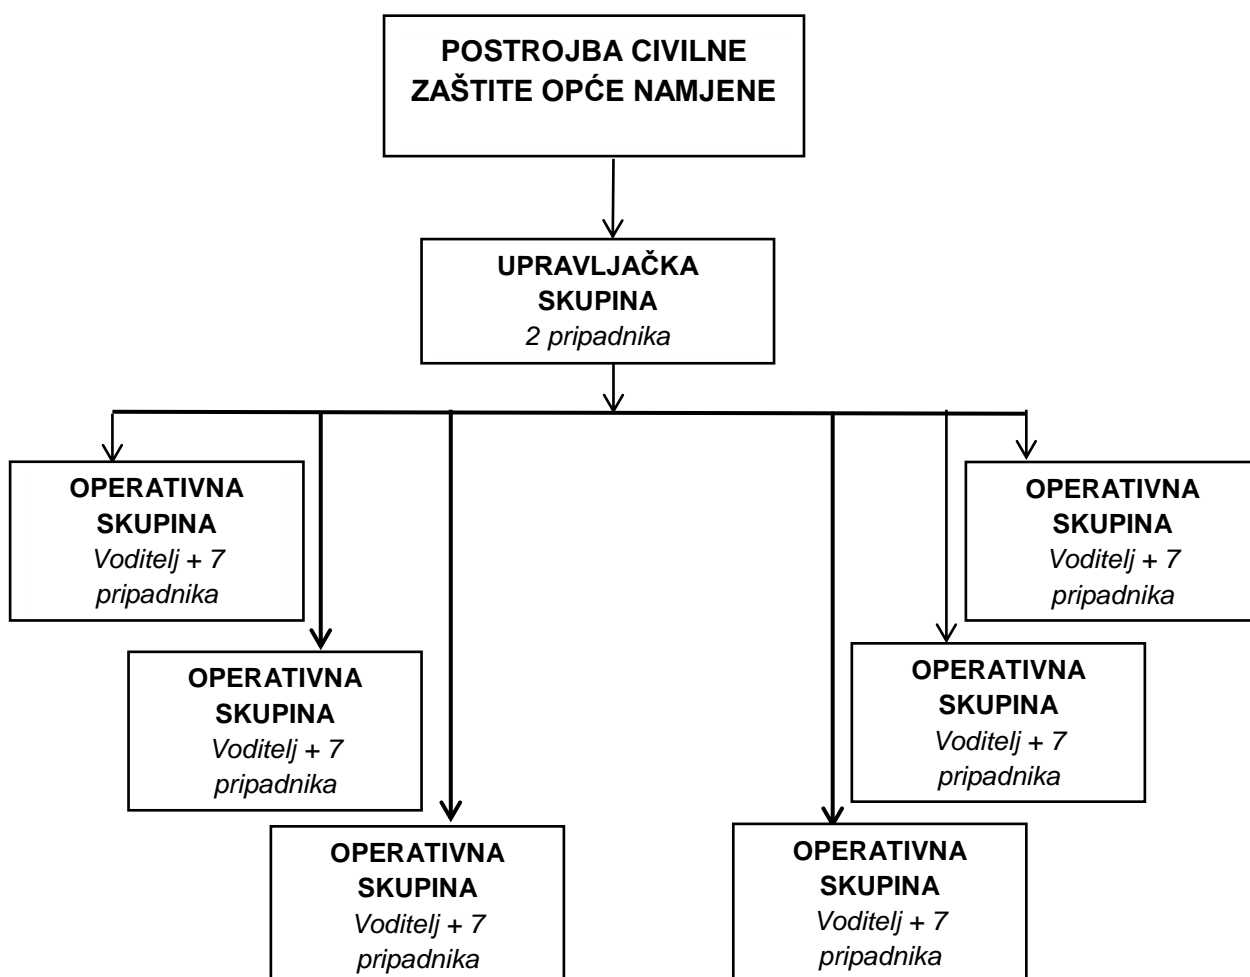 POSTROJBA CIVILNE
ZAŠTITE OPĆE NAMJENE
UPRAVLJAČKA
SKUPINA
2 pripadnika
OPERATIVNA
SKUPINA
Voditelj + 7
pripadnika
OPERATIVNA
SKUPINA
Voditelj + 7
pripadnika
OPERATIVNA
SKUPINA
Voditelj + 7
pripadnika
OPERATIVNA
SKUPINA
Voditelj + 7
pripadnika
OPERATIVNA
SKUPINA
Voditelj + 7
pripadnika
OPERATIVNA
SKUPINA
Voditelj + 7
pripadnika